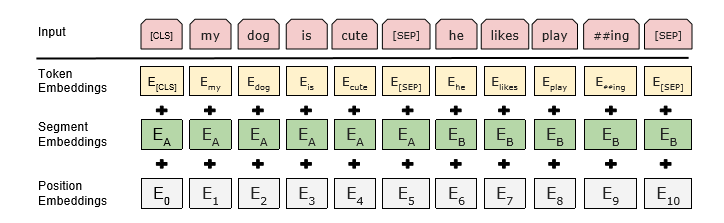 Input [CLS] my dog is cute [SEP] he likes play ##ing [SEP]
Token
Embeddings E[CLS] Emy Edog Eis Ecute E[SEP] Ehe Elikes Eplay E##ing E[SEP]
+ + + + + + + + + + +
Segment
Embeddings EA EA EA EA EA EA EB EB EB EB EB
+ + + + + + + + + + +
Position
Embeddings E0 E1 E2 E3 E4 E5 E6 E7 E8 E9 E10